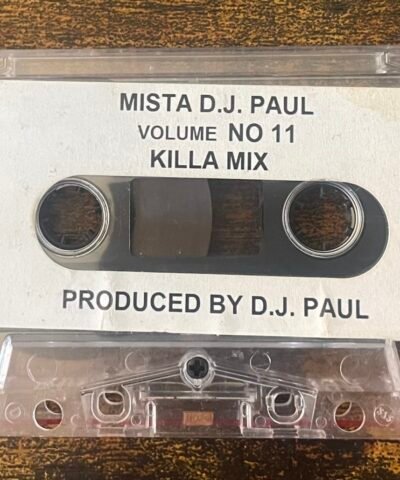 MISTA D.J. PAUL
VOLUME NO 11
KILLA MIX
PRODUCED BY D.J. PAUL